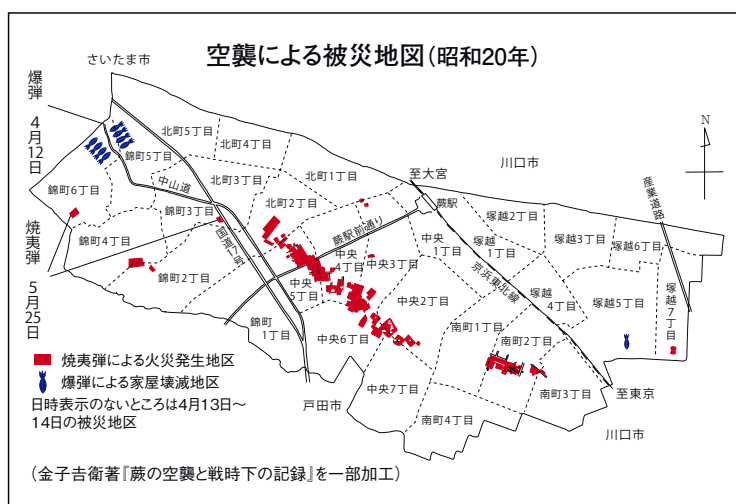 空襲による被災地図(昭和20年)
さいたま市
爆弾 4月12日
焼夷弾 5月25日
北町5丁目
北町4丁目
北町3丁目
北町1丁目
北町2丁目
錦町5丁目
錦町6丁目
中山道
錦町3丁目
錦町4丁目
国道17号
錦町2丁目
錦町
1丁目
蕨駅前通り
至大宮
蕨駅
川口市
N
産業道路
塚越2丁目
塚越
1丁目
塚越3丁目
塚越6丁目
塚越
4丁目
塚越5丁目
塚越7丁目
京浜東北線
中央
1丁目
中央
4丁目
中央3丁目
中央
5丁目
中央2丁目
中央6丁目
南町1丁目
南町2丁目
中央7丁目
南町3丁目
南町4丁目
至東京
川口市
戸田市
焼夷弾による火災発生地区
爆弾による家屋壊滅地区
日時表示のないところは4月13日~
14日の被災地区
(金子吉衛著『蕨の空襲と戦時下の記録』を一部加工)